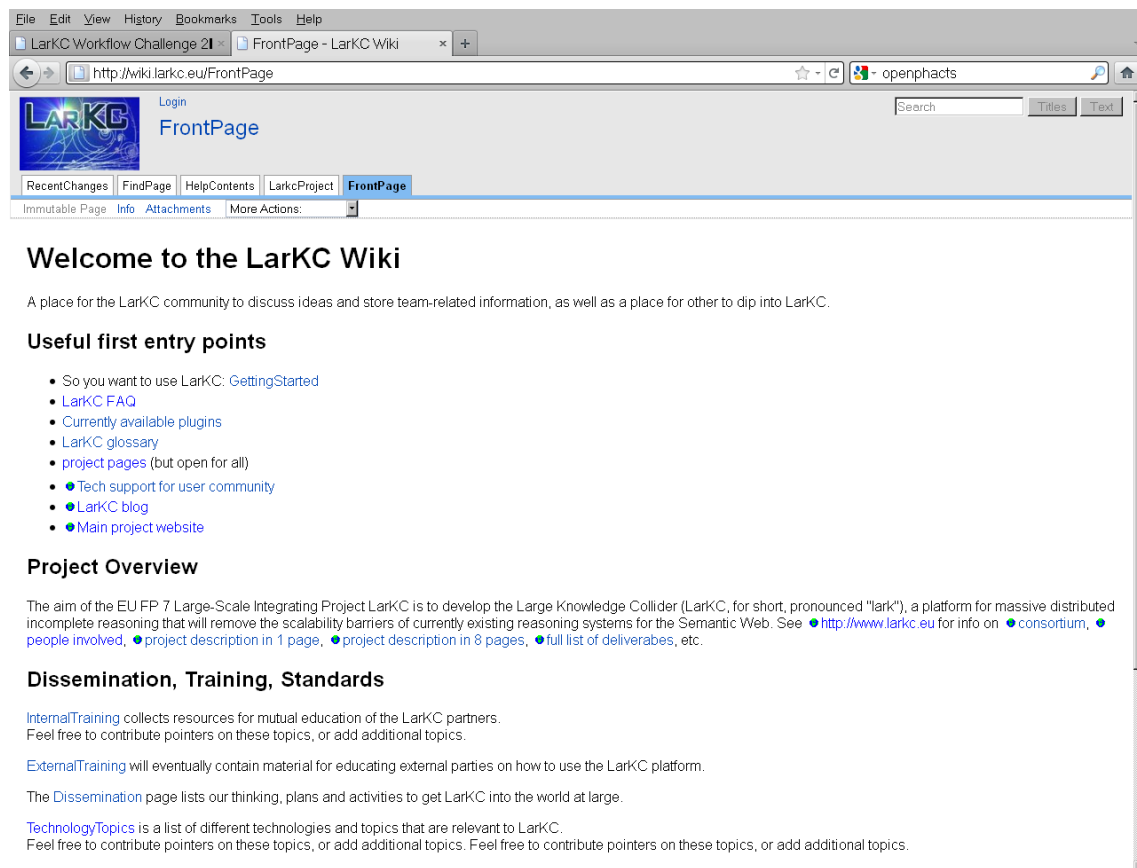 File Edit View History Bookmarks Tools Help
LarKC Workflow Challenge 2 × FrontPage - LarKC Wiki × +
http://wiki.larkc.eu/FrontPage openphacts
LARKC
Login
FrontPage
Search Titles Text
RecentChanges FindPage HelpContents LarkcProject FrontPage
Immutable Page Info Attachments More Actions:
Welcome to the LarKC Wiki
A place for the LarKC community to discuss ideas and store team-related information, as well as a place for other to dip into LarKC.
Useful first entry points
• So you want to use LarKC: GettingStarted
• LarKC FAQ
• Currently available plugins
• LarKC glossary
• project pages (but open for all)
• Tech support for user community
• LarKC blog
• Main project website
Project Overview
The aim of the EU FP 7 Large-Scale Integrating Project LarKC is to develop the Large Knowledge Collider (LarKC, for short, pronounced "lark"), a platform for massive distributed
incomplete reasoning that will remove the scalability barriers of currently existing reasoning systems for the Semantic Web. See http://www.larkc.eu for info on consortium,
people involved, project description in 1 page, project description in 8 pages, full list of deliverabes, etc.
Dissemination, Training, Standards
InternalTraining collects resources for mutual education of the LarKC partners.
Feel free to contribute pointers on these topics, or add additional topics.
ExternalTraining will eventually contain material for educating external parties on how to use the LarKC platform.
The Dissemination page lists our thinking, plans and activities to get LarKC into the world at large.
TechnologyTopics is a list of different technologies and topics that are relevant to LarKC.
Feel free to contribute pointers on these topics, or add additional topics. Feel free to contribute pointers on these topics, or add additional topics.